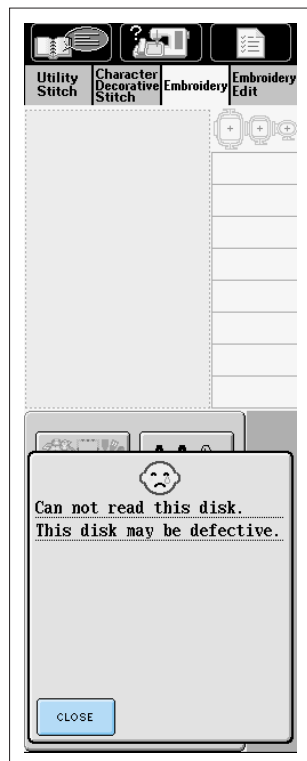 Utility
Stitch
Character
Decorative
Stitch
Embroidery
Embroidery
Edit
Can not read this disk.
This disk may be defective.
CLOSE